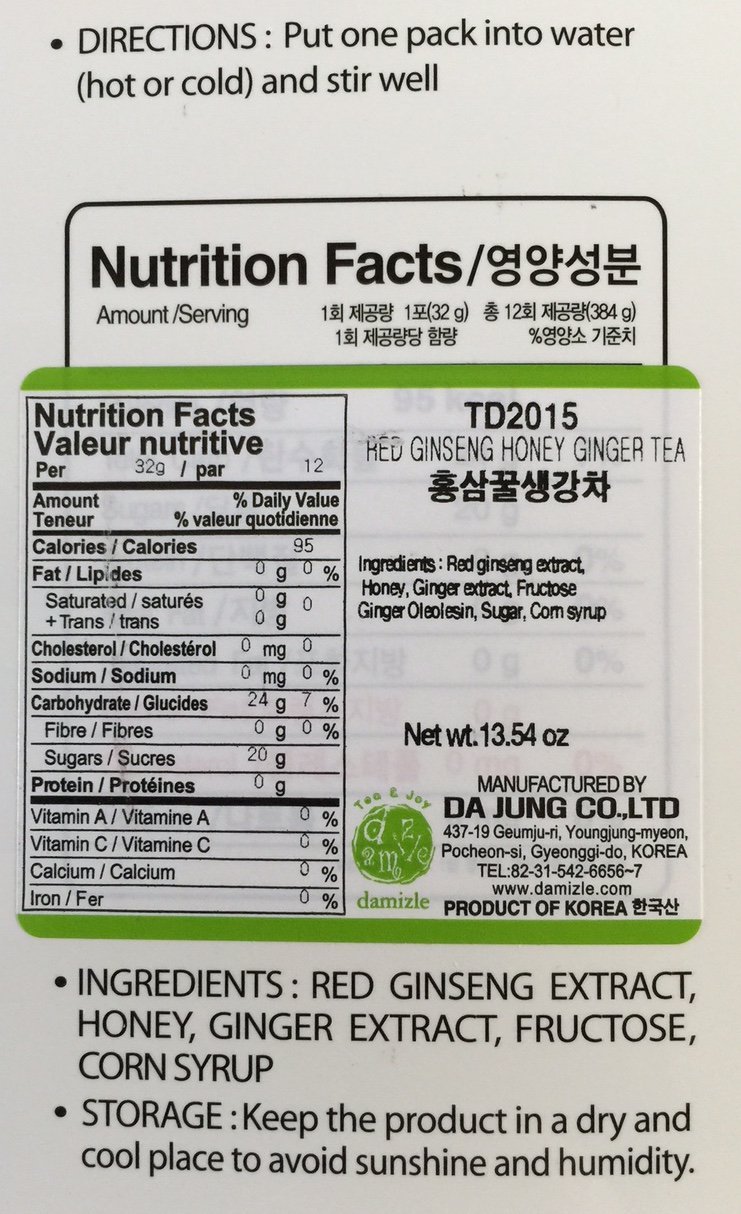 • DIRECTIONS : Put one pack into water
(hot or cold) and stir well
Nutrition Facts/영양성분
Amount /Serving 1회 제공량 1포(32 g) 총 12회 제공량(384 g)
1회 제공량당 함량 %영양소 기준치
Nutrition Facts
Valeur nutritive
Per 32g / par 12
Amount % Daily Value
Teneur % valeur quotidienne
Calories / Calories 95
Fat / Lipides 0 g 0 %
Saturated / saturés 0 g 0
+ Trans / trans 0 g
Cholesterol / Cholestérol 0 mg 0
Sodium / Sodium 0 mg 0 %
Carbohydrate / Glucides 24 g 7 %
Fibre / Fibres 0 g 0 %
Sugars / Sucres 20 g
Protein / Protéines 0 g
Vitamin A / Vitamine A 0 %
Vitamin C / Vitamine C 0 %
Calcium / Calcium 0 %
Iron / Fer 0 %
TD2015
RED GINSENG HONEY GINGER TEA
홍삼꿀생강차
Ingredients : Red ginseng extract,
Honey, Ginger extract, Fructose
Ginger Oleolesin, Sugar, Corn syrup
Net wt.13.54 oz
Tea & Joy
damizle
MANUFACTURED BY
DA JUNG CO.,LTD
437-19 Geumju-ri, Youngjung-myeon,
Pocheon-si, Gyeonggi-do, KOREA
TEL:82-31-542-6656~7
www.damizle.com
PRODUCT OF KOREA 한국산
damizle
• INGREDIENTS : RED GINSENG EXTRACT,
HONEY, GINGER EXTRACT, FRUCTOSE,
CORN SYRUP
• STORAGE : Keep the product in a dry and
cool place to avoid sunshine and humidity.